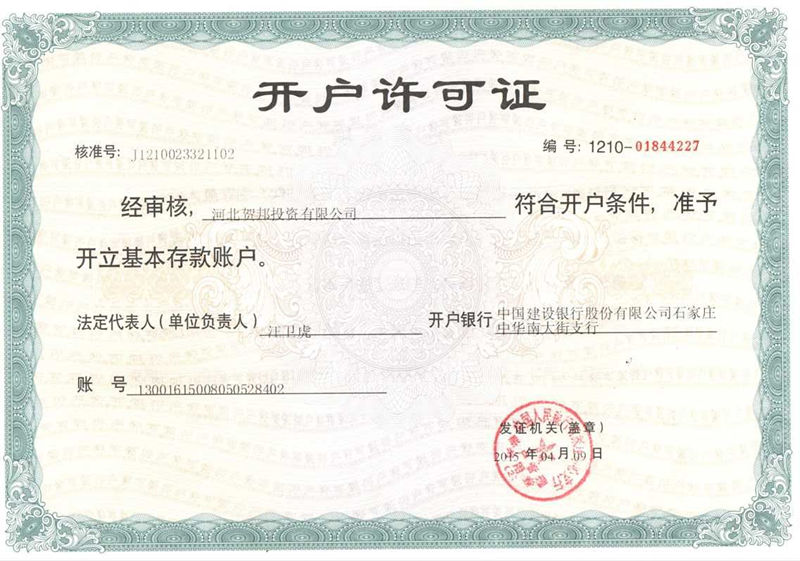 开户许可证
核准号: J1210023321102
编 号: 1210-01844227
经审核, 河北贺邦投资有限公司 符合开户条件, 准予
开立基本存款账户。
法定代表人(单位负责人) 汪卫虎
开户银行 中国建设银行股份有限公司石家庄
中华南大街支行
账 号 13001615008050528402
发证机关(盖章)
2015 年 04 月 09 日